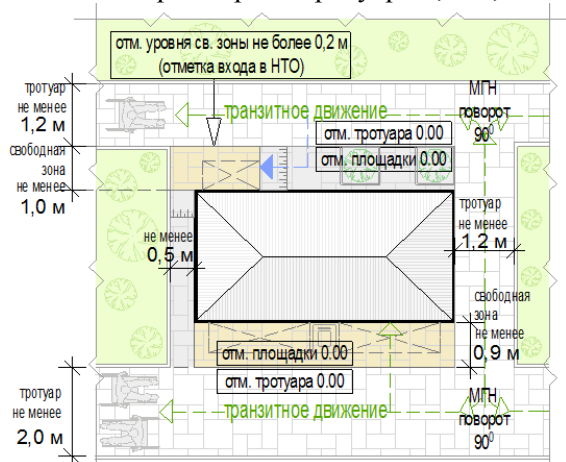 отм. уровня св. зоны не более 0,2 м
(отметка входа в НТО)
тротуар
не менее
1,2 м
свободная
зона
не менее
1,0 м
транзитное движение
МГН
поворот
90⁰
отм. тротуара 0.00
отм. площадки 0.00
не менее
0,5 м
тротуар
не менее
1,2 м
свободная
зона
не менее
0,9 м
отм. площадки 0.00
отм. тротуара 0.00
тротуар
не менее
2,0 м
транзитное движение
МГН
поворот
90⁰